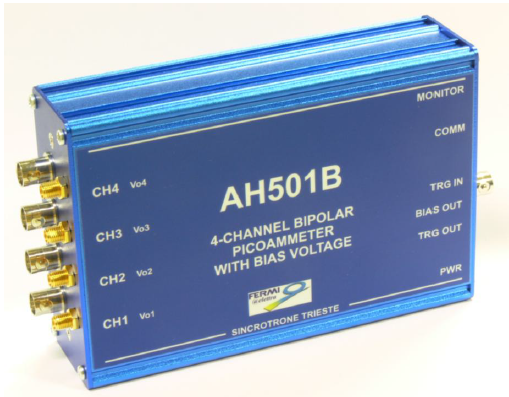 MONITOR
COMM
CH4 Vo4
AH501B
TRG IN
CH3 Vo3
4-CHANNEL BIPOLAR
BIAS OUT
PICOAMMETER
TRG OUT
CH2 Vo2
WITH BIAS VOLTAGE
PWR
FERMI
@elettra
CH1 Vo1
SINCROTRONE TRIESTE